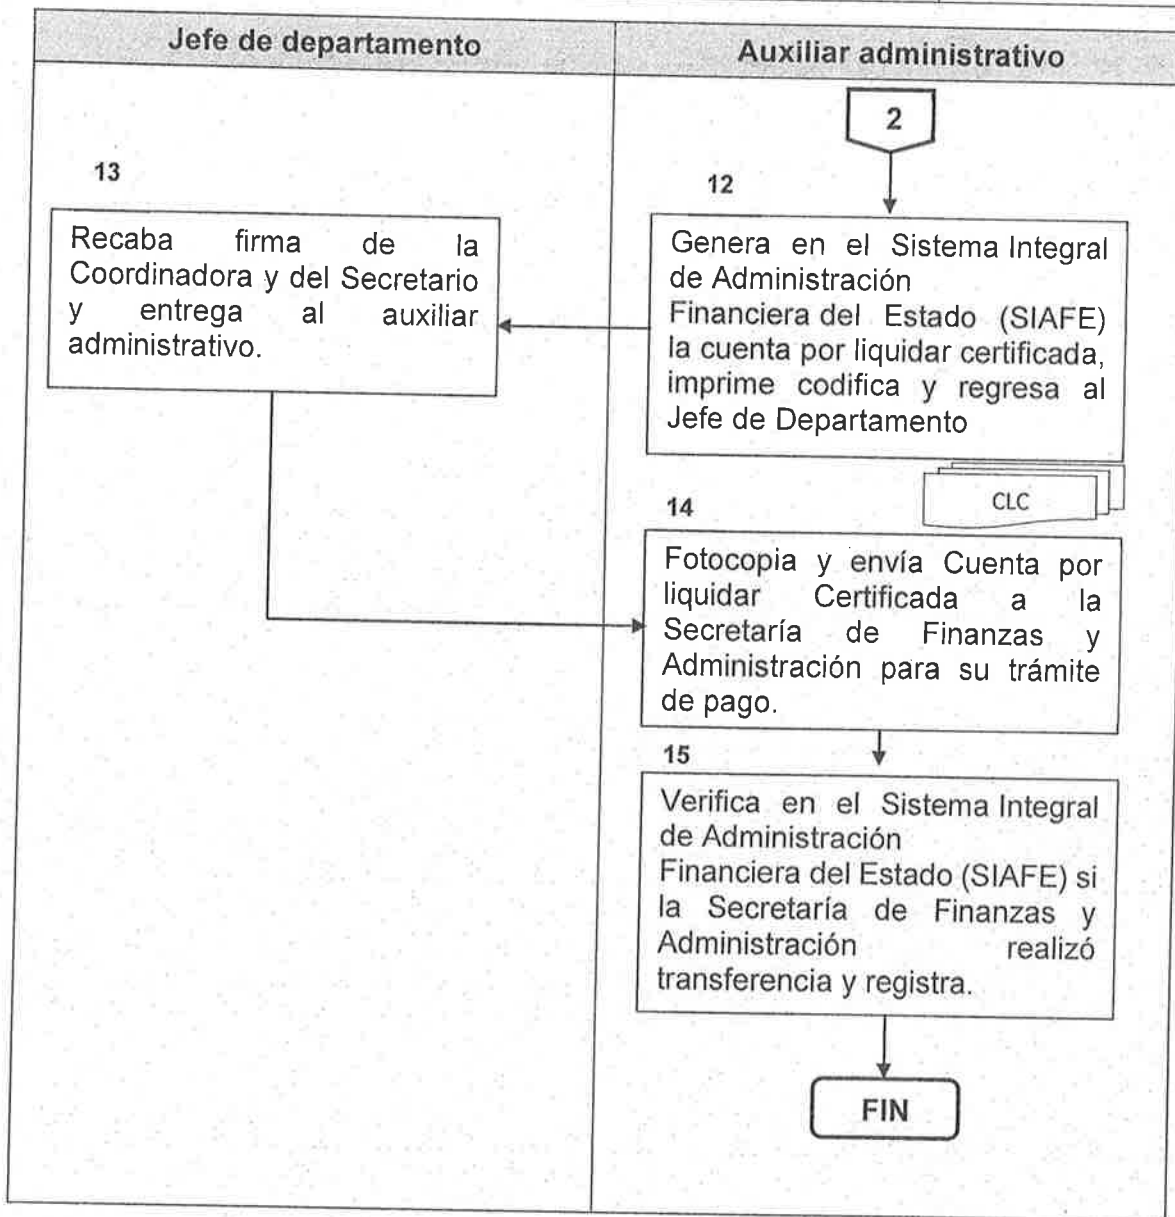 Jefe de departamento
Auxiliar administrativo
2
12
Genera en el Sistema Integral
de Administración
Financiera del Estado (SIAFE)
la cuenta por liquidar certificada,
imprime codifica y regresa al
Jefe de Departamento
CLC
13
Recaba firma de la
Coordinadora y del Secretario
y entrega al auxiliar
administrativo.
14
Fotocopia y envía Cuenta por
liquidar Certificada a la
Secretaría de Finanzas y
Administración para su trámite
de pago.
15
Verifica en el Sistema Integral
de Administración
Financiera del Estado (SIAFE) si
la Secretaría de Finanzas y
Administración realizó
transferencia y registra.
FIN